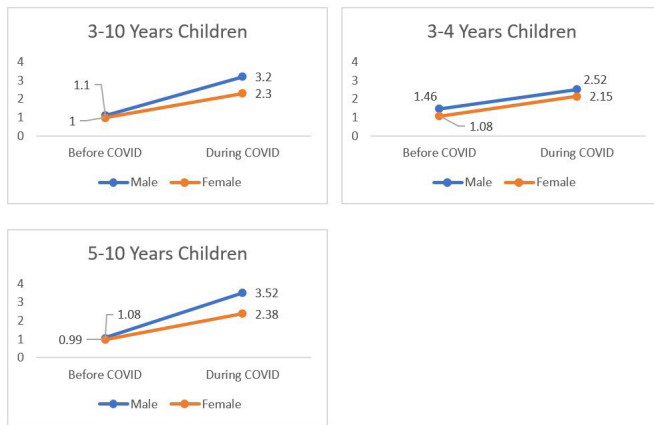 3-10 Years Children
4
3
2
1
0
1.1
1
3.2
2.3
Before COVID
During COVID
Male
Female
3-4 Years Children
4
3
2
1
0
1.46
1.08
2.52
2.15
Before COVID
During COVID
Male
Female
5-10 Years Children
4
3
2
1
0
1.08
0.99
3.52
2.38
Before COVID
During COVID
Male
Female